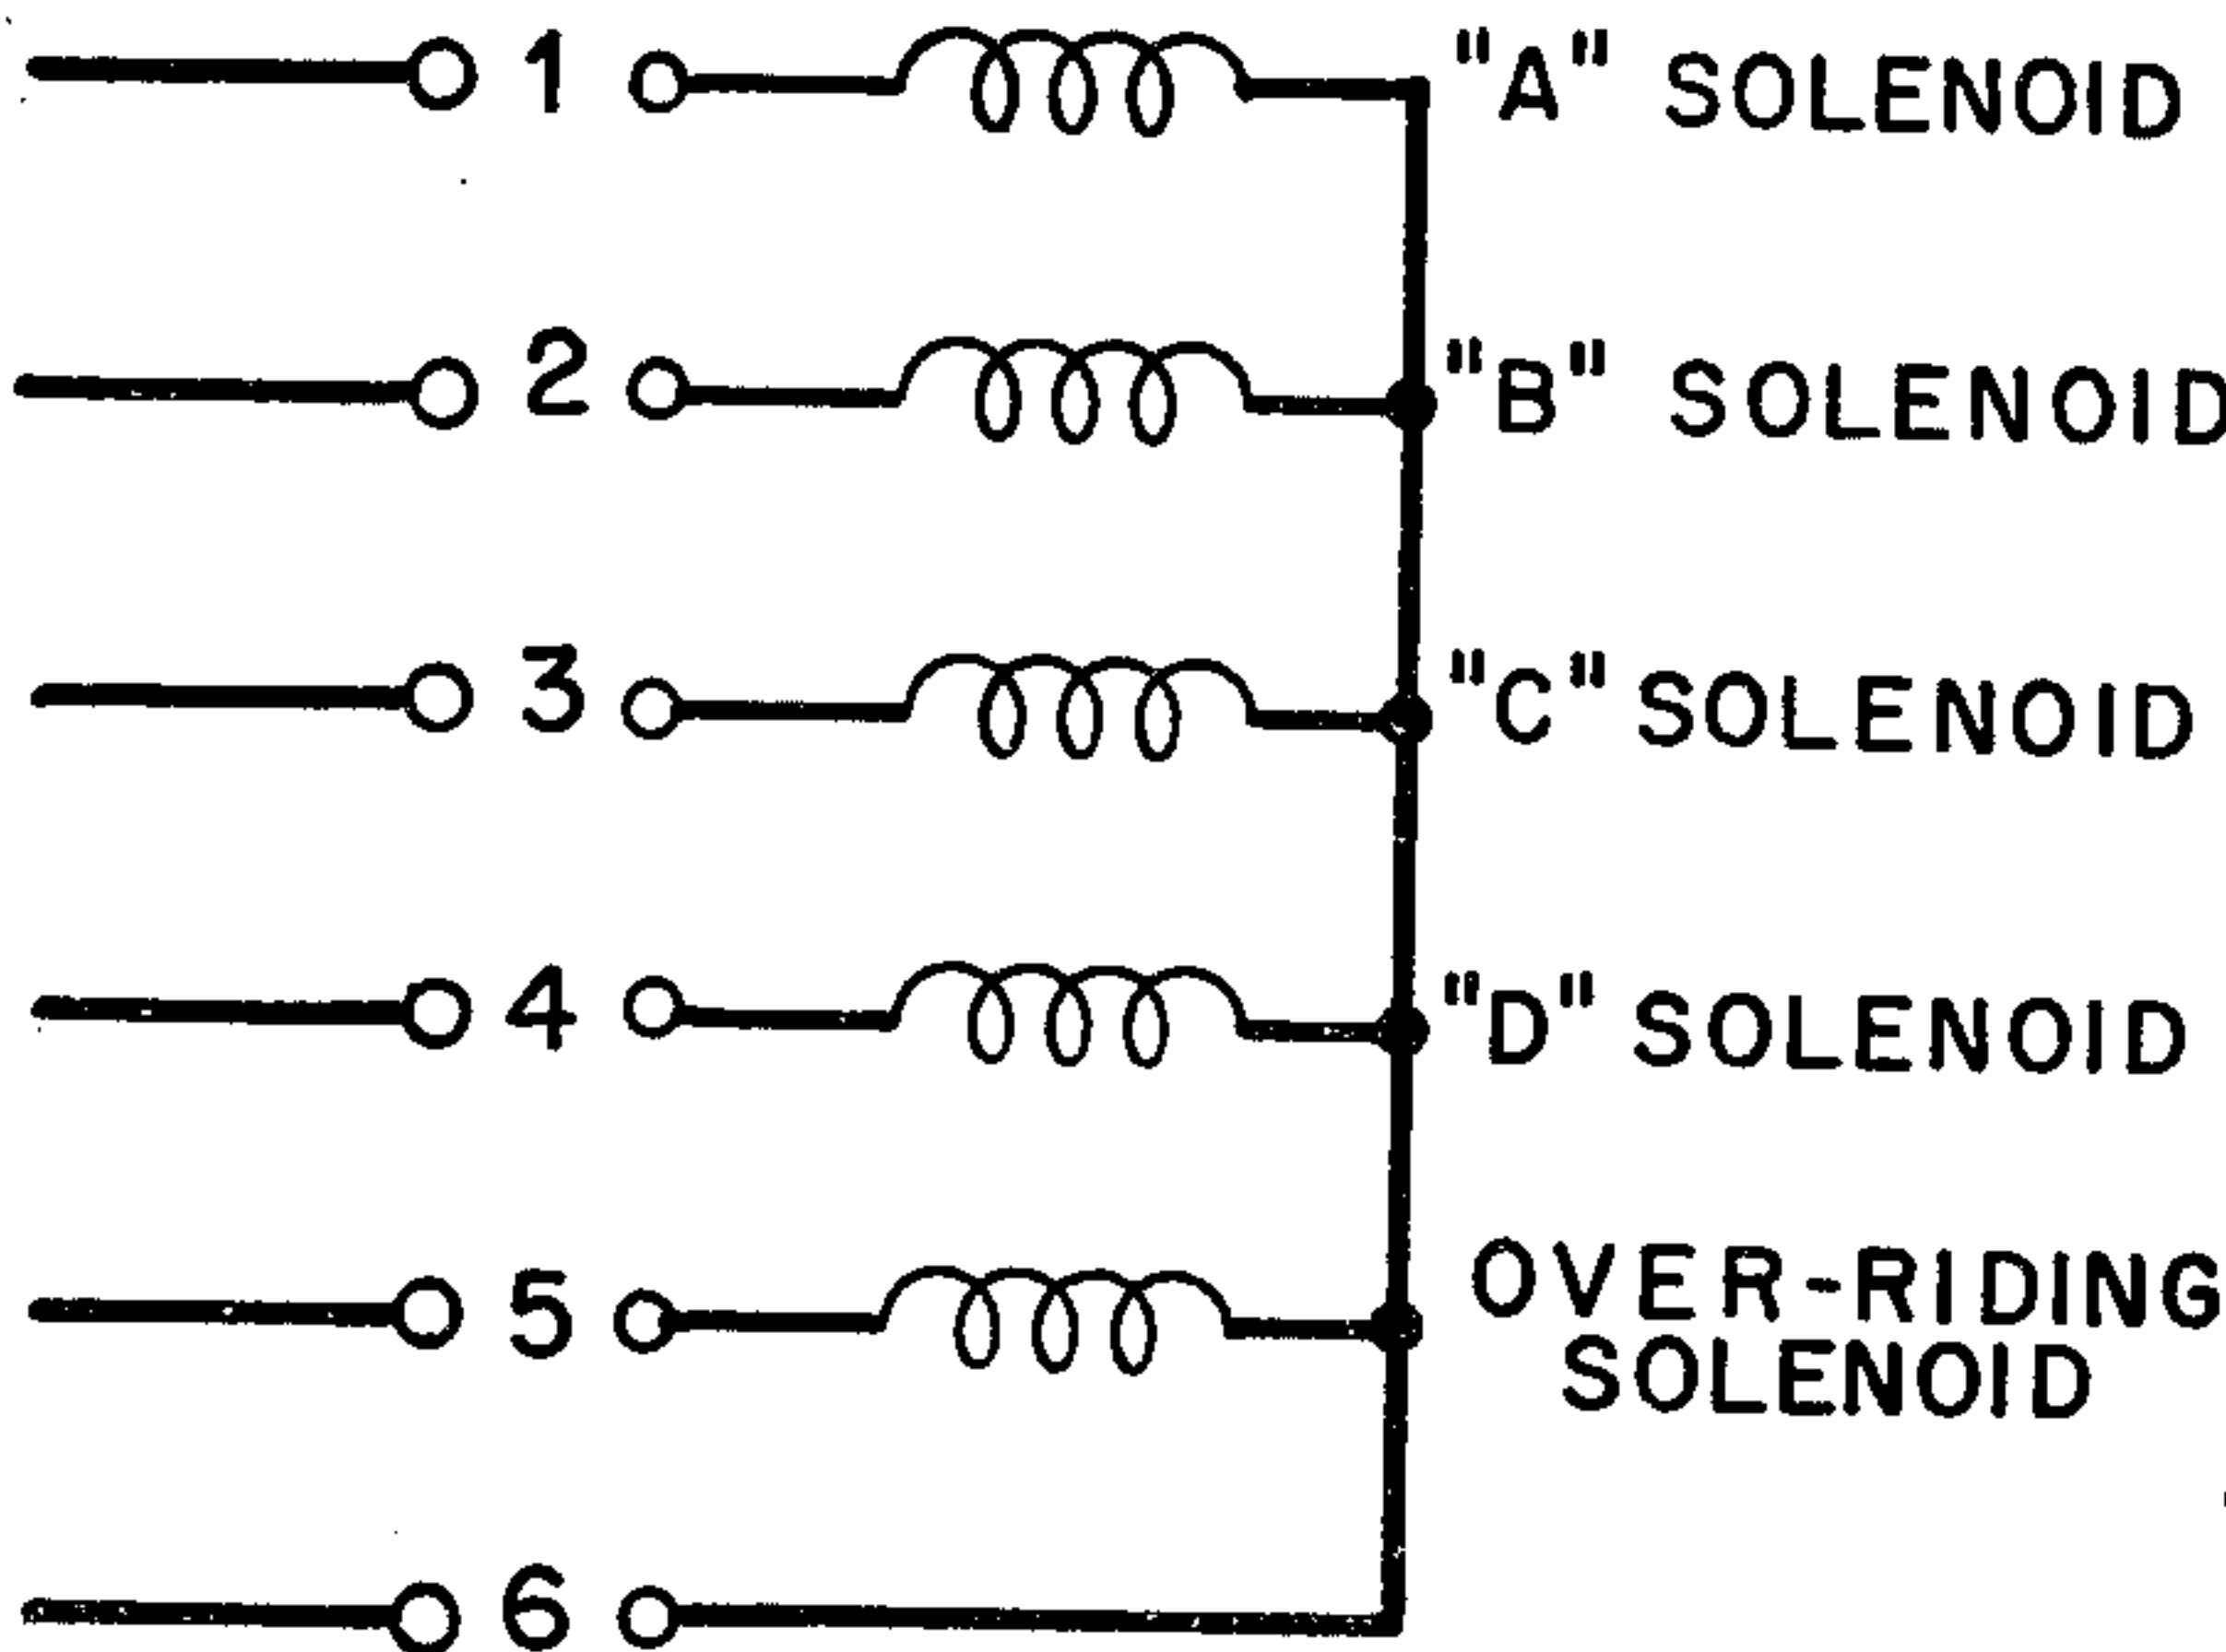 1 "A" SOLENOID
2 "B" SOLENOID
3 "C" SOLENOID
4 "D" SOLENOID
5 OVER-RIDING
SOLENOID
6